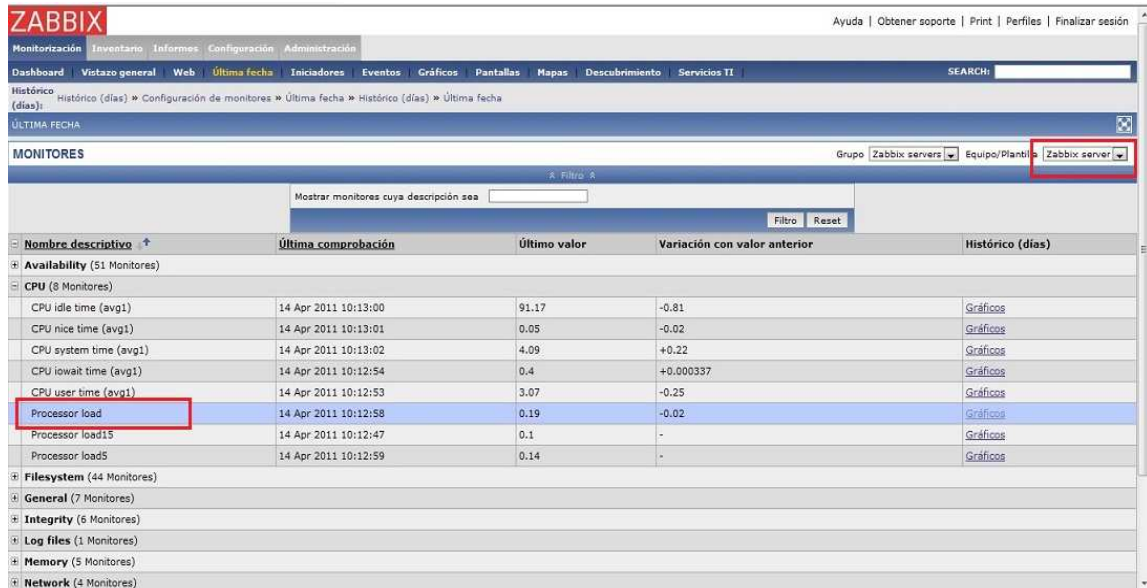 ZABBIX
Ayuda | Obtener soporte | Print | Perfiles | Finalizar sesión
Monitorización Inventario Informes Configuración Administración
Dashboard | Vistazo general | Web | Última fecha | Iniciadores | Eventos | Gráficos | Pantallas | Mapas | Descubrimiento | Servicios TI | SEARCH:
Histórico (días): Histórico (días) » Configuración de monitores » Última fecha » Histórico (días) » Última fecha
ÚLTIMA FECHA
MONITORES Grupo Zabbix servers Equipo/Plantilla Zabbix server
Filtro
Mostrar monitores cuya descripción sea
Filtro Reset
Nombre descriptivo Última comprobación Último valor Variación con valor anterior Histórico (días)
Availability (51 Monitores)
CPU (8 Monitores)
CPU idle time (avg1) 14 Apr 2011 10:13:00 91.17 -0.81 Gráficos
CPU nice time (avg1) 14 Apr 2011 10:13:01 0.05 -0.02 Gráficos
CPU system time (avg1) 14 Apr 2011 10:13:02 4.09 +0.22 Gráficos
CPU iowait time (avg1) 14 Apr 2011 10:12:54 0.4 +0.000337 Gráficos
CPU user time (avg1) 14 Apr 2011 10:12:53 3.07 -0.25 Gráficos
Processor load 14 Apr 2011 10:12:58 0.19 -0.02 Gráficos
Processor load15 14 Apr 2011 10:12:47 0.1 - Gráficos
Processor load5 14 Apr 2011 10:12:59 0.14 - Gráficos
Filesystem (44 Monitores)
General (7 Monitores)
Integrity (6 Monitores)
Log files (1 Monitores)
Memory (5 Monitores)
Network (4 Monitores)